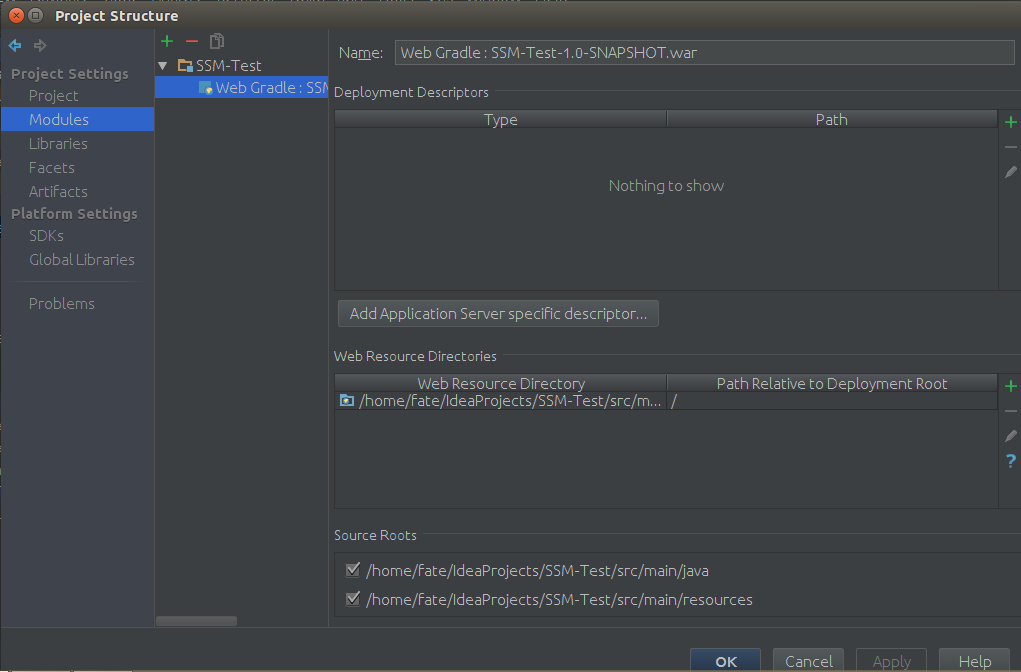 Project Structure
Project Settings
Project
Modules
Libraries
Facets
Artifacts
Platform Settings
SDKs
Global Libraries
Problems
SSM-Test
Web Gradle : SSM
Name: Web Gradle : SSM-Test-1.0-SNAPSHOT.war
Deployment Descriptors
Type Path
Nothing to show
Add Application Server specific descriptor...
Web Resource Directories
Web Resource Directory Path Relative to Deployment Root
/home/fate/IdeaProjects/SSM-Test/src/m... /
?
Source Roots
/home/fate/IdeaProjects/SSM-Test/src/main/java
/home/fate/IdeaProjects/SSM-Test/src/main/resources
OK Cancel Apply Help